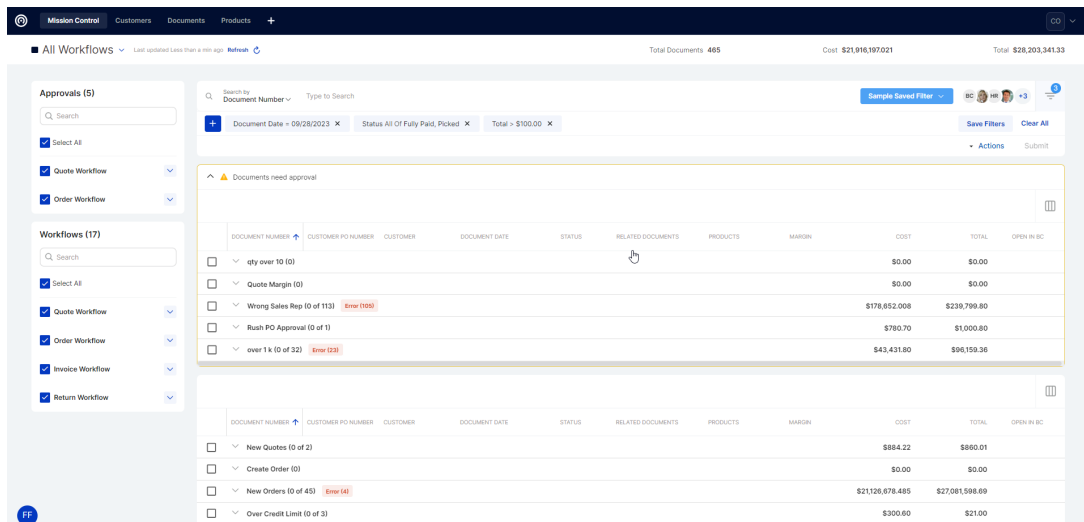 Mission Control Customers Documents Products + CO
All Workflows Last updated Less than a min ago Refresh Total Documents 465 Cost $21,916,197.021 Total $28,203,341.33
Approvals (5)
Search
Select All
Quote Workflow
Order Workflow
Workflows (17)
Search
Select All
Quote Workflow
Order Workflow
Invoice Workflow
Return Workflow
FF
Search by
Document Number Type to Search Sample Saved Filter BC HR +3 3
+ Document Date = 09/28/2023 × Status All Of Fully Paid, Picked × Total > $100.00 × Save Filters Clear All
Actions Submit
Documents need approval
DOCUMENT NUMBER CUSTOMER PO NUMBER CUSTOMER DOCUMENT DATE STATUS RELATED DOCUMENTS PRODUCTS MARGIN COST TOTAL OPEN IN BC
qty over 10 (0) $0.00 $0.00
Quote Margin (0) $0.00 $0.00
Wrong Sales Rep (0 of 113) Error (105) $178,652.008 $239,799.80
Rush PO Approval (0 of 1) $780.70 $1,000.80
over 1 k (0 of 32) Error (23) $43,431.80 $96,159.36
DOCUMENT NUMBER CUSTOMER PO NUMBER CUSTOMER DOCUMENT DATE STATUS RELATED DOCUMENTS PRODUCTS MARGIN COST TOTAL OPEN IN BC
New Quotes (0 of 2) $884.22 $860.01
Create Order (0) $0.00 $0.00
New Orders (0 of 45) Error (4) $21,126,678.485 $27,081,598.69
Over Credit Limit (0 of 3) $300.60 $21.00